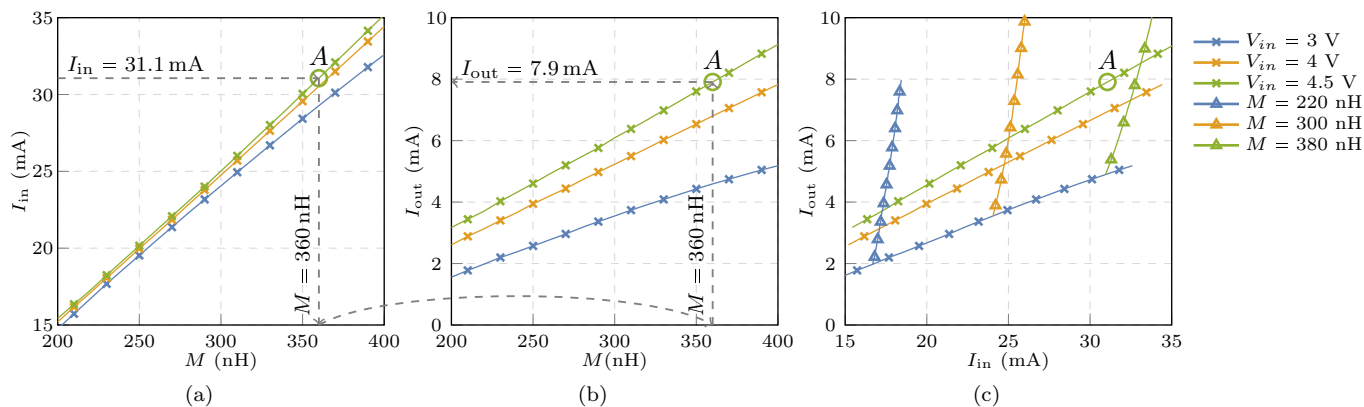 35
30
25
20
15
200
250
300
350
400
I_in (mA)
M (nH)
I_in = 31.1 mA
A
M = 360 nH
(a)
10
8
6
4
2
0
200
250
300
350
400
I_out (mA)
M(nH)
I_out = 7.9 mA
A
M = 360 nH
(b)
10
8
6
4
2
0
15
20
25
30
35
I_out (mA)
I_in (mA)
A
(c)
V_in = 3 V
V_in = 4 V
V_in = 4.5 V
M = 220 nH
M = 300 nH
M = 380 nH